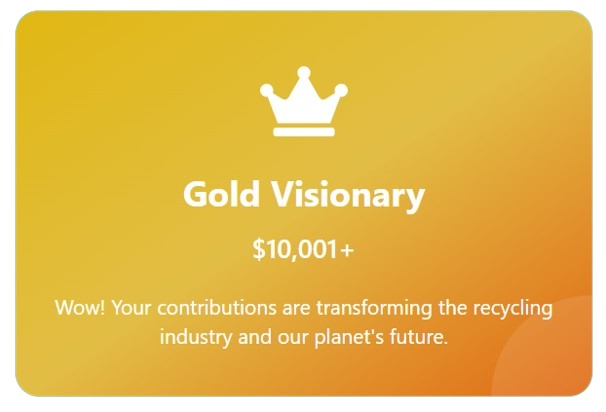 Gold Visionary
$10,001+
Wow! Your contributions are transforming the recycling
industry and our planet's future.